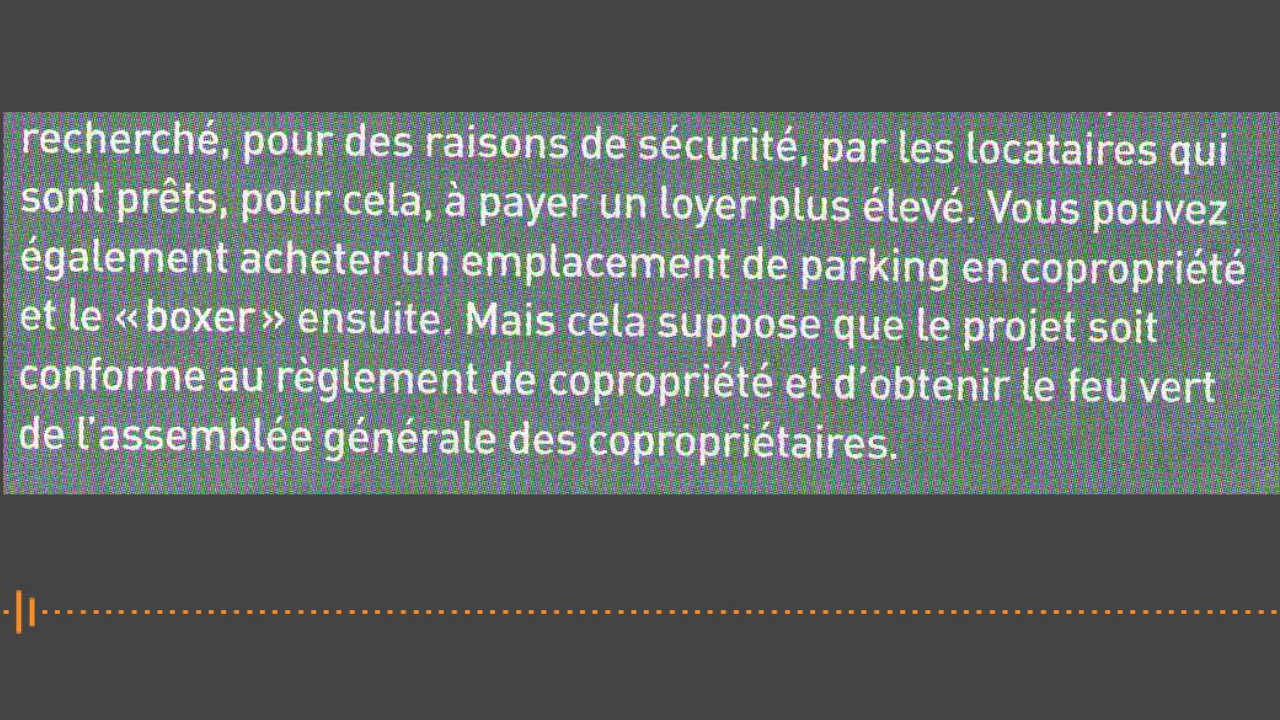 recherché, pour des raisons de sécurité, par les locataires qui
sont prêts, pour cela, à payer un loyer plus élevé. Vous pouvez
également acheter un emplacement de parking en copropriété
et le «boxer» ensuite. Mais cela suppose que le projet soit
conforme au règlement de copropriété et d'obtenir le feu vert
de l'assemblée générale des copropriétaires.